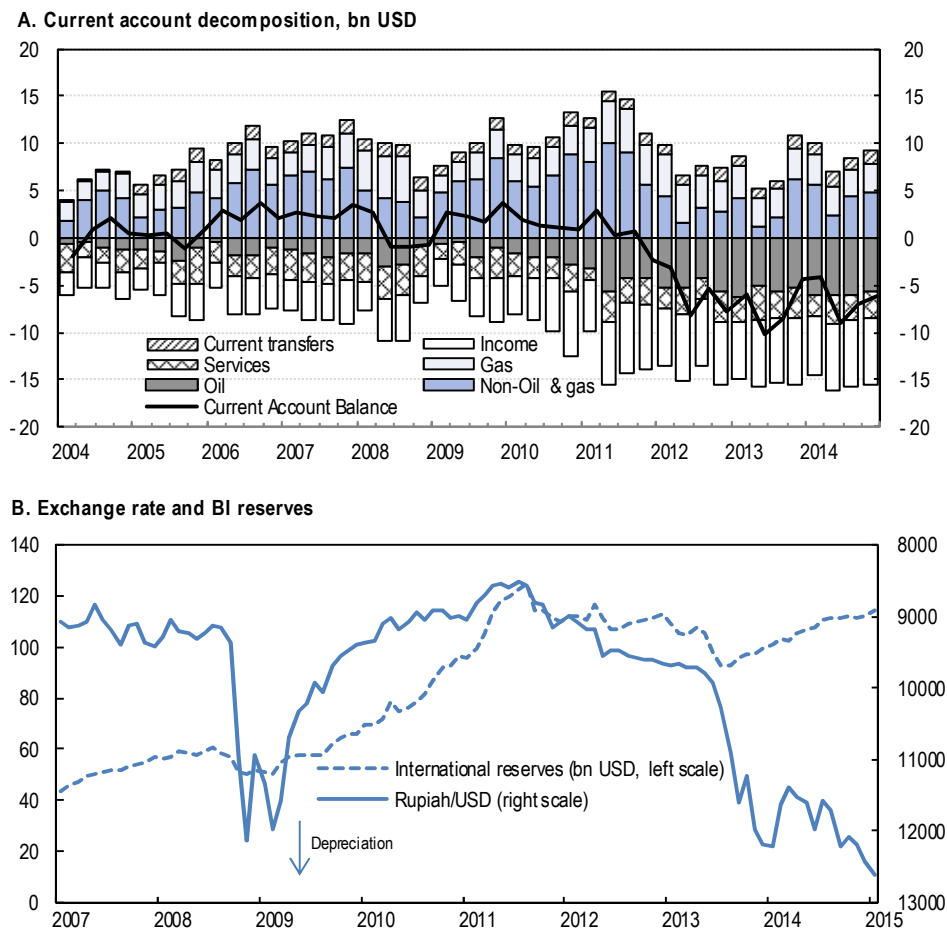 A. Current account decomposition, bn USD
20 20
15 15
10 10
5 5
0 0
-5 -5
-10 -10
-15 -15
-20 -20
Current transfers Income
Services Gas
Oil Non-Oil & gas
Current Account Balance
2004 2005 2006 2007 2008 2009 2010 2011 2012 2013 2014
B. Exchange rate and BI reserves
140 8000
120 9000
100
80 10000
60 11000
40 12000
20
0 13000
International reserves (bn USD, left scale)
Rupiah/USD (right scale)
Depreciation
2007 2008 2009 2010 2011 2012 2013 2014 2015